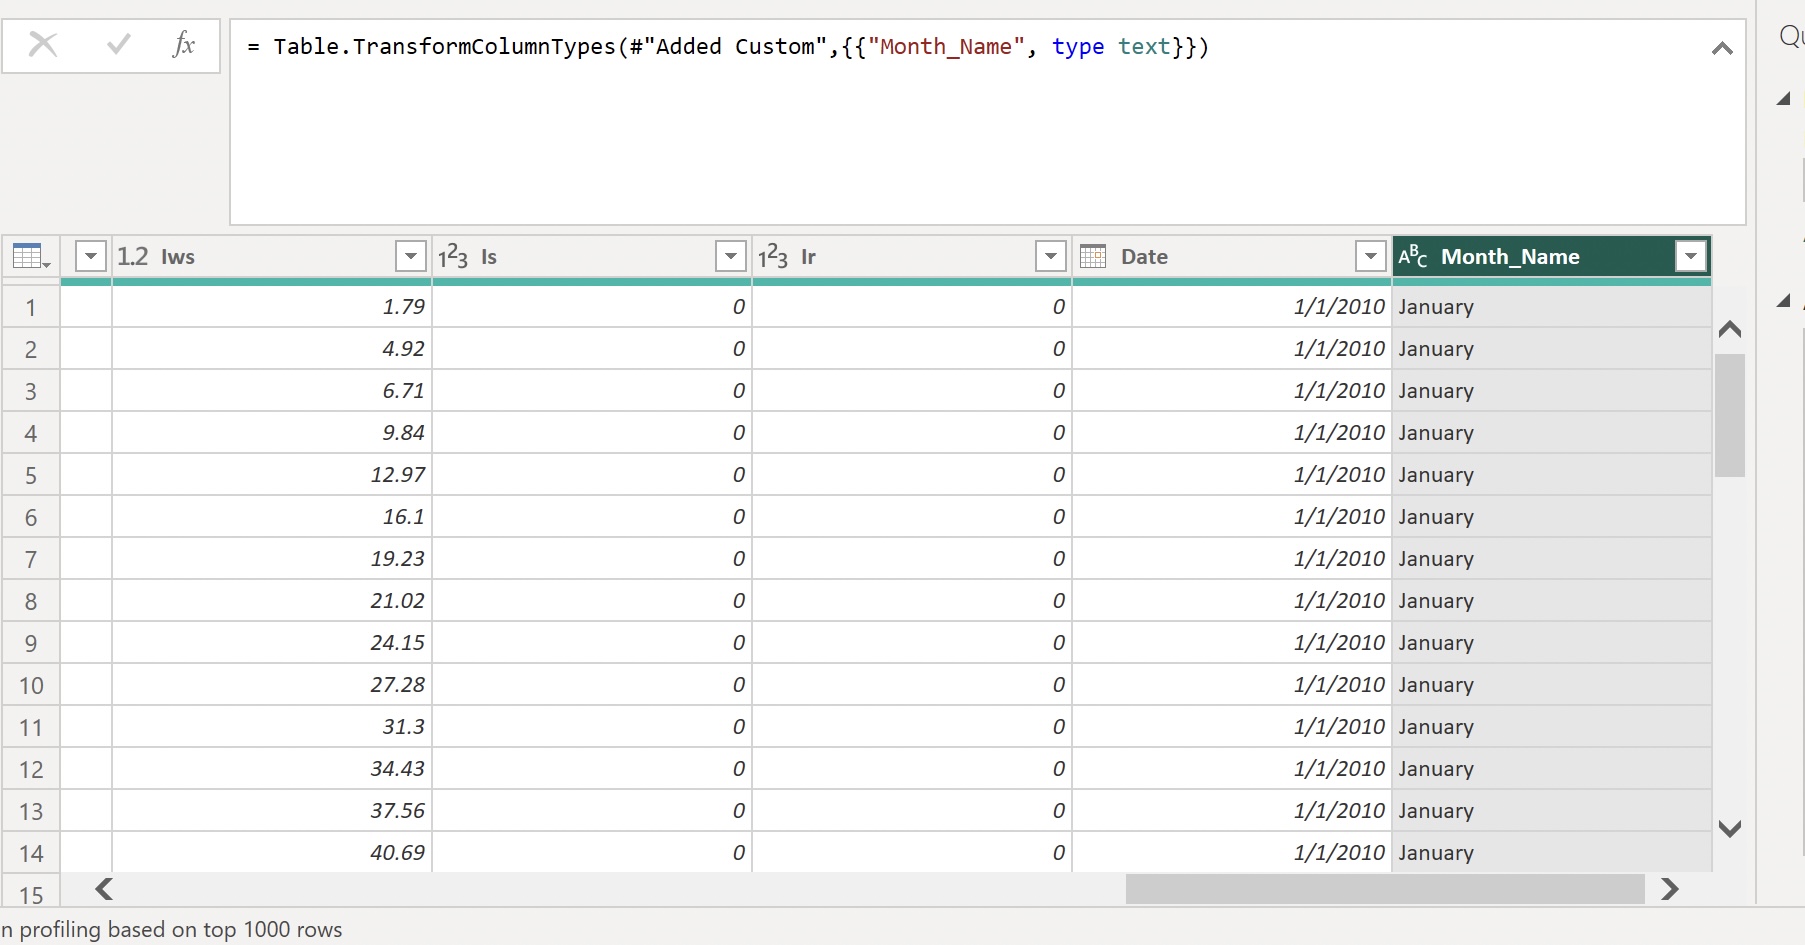 fx
= Table.TransformColumnTypes(#"Added Custom",{{"Month_Name", type text}})
1.2 Iws 1²3 Is 1²3 Ir Date ABC Month_Name
1 1.79 0 0 1/1/2010 January
2 4.92 0 0 1/1/2010 January
3 6.71 0 0 1/1/2010 January
4 9.84 0 0 1/1/2010 January
5 12.97 0 0 1/1/2010 January
6 16.1 0 0 1/1/2010 January
7 19.23 0 0 1/1/2010 January
8 21.02 0 0 1/1/2010 January
9 24.15 0 0 1/1/2010 January
10 27.28 0 0 1/1/2010 January
11 31.3 0 0 1/1/2010 January
12 34.43 0 0 1/1/2010 January
13 37.56 0 0 1/1/2010 January
14 40.69 0 0 1/1/2010 January
15
n profiling based on top 1000 rows